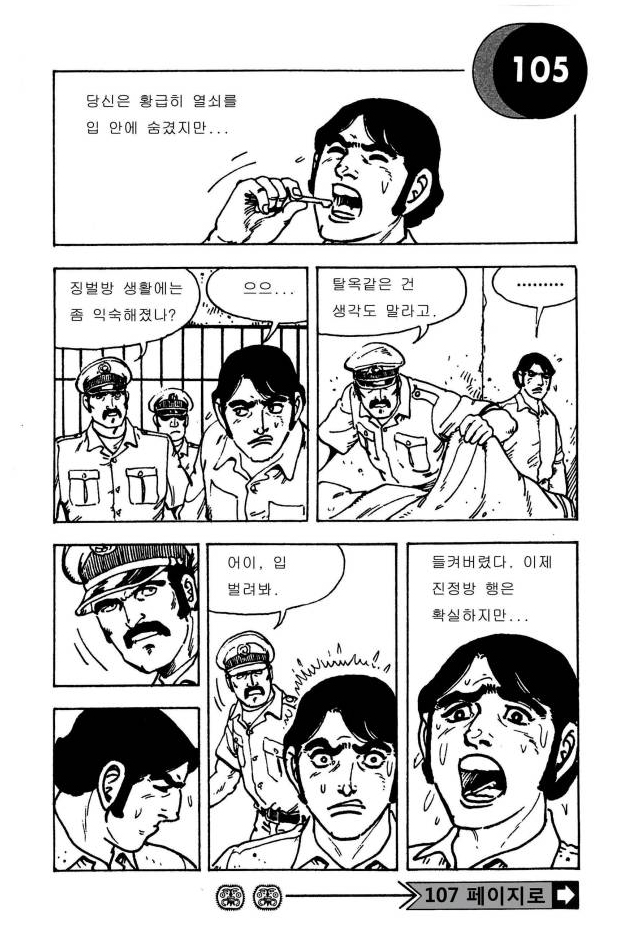 105
당신은 황급히 열쇠를
입 안에 숨겼지만...
징벌방 생활에는
좀 익숙해졌나?
으으...
탈옥같은 건
생각도 말라고.
.........
어이, 입
벌려봐.
들켜버렸다. 이제
진정방 행은
확실하지만...
107 페이지로